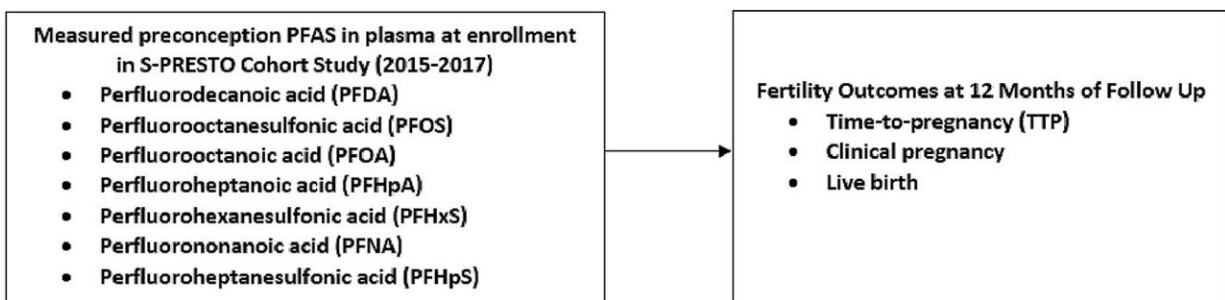 Measured preconception PFAS in plasma at enrollment
in S-PRESTO Cohort Study (2015-2017)
• Perfluorodecanoic acid (PFDA)
• Perfluorooctanesulfonic acid (PFOS)
• Perfluorooctanoic acid (PFOA)
• Perfluoroheptanoic acid (PFHpA)
• Perfluorohexanesulfonic acid (PFHxS)
• Perfluorononanoic acid (PFNA)
• Perfluoroheptanesulfonic acid (PFHpS)
Fertility Outcomes at 12 Months of Follow Up
• Time-to-pregnancy (TTP)
• Clinical pregnancy
• Live birth